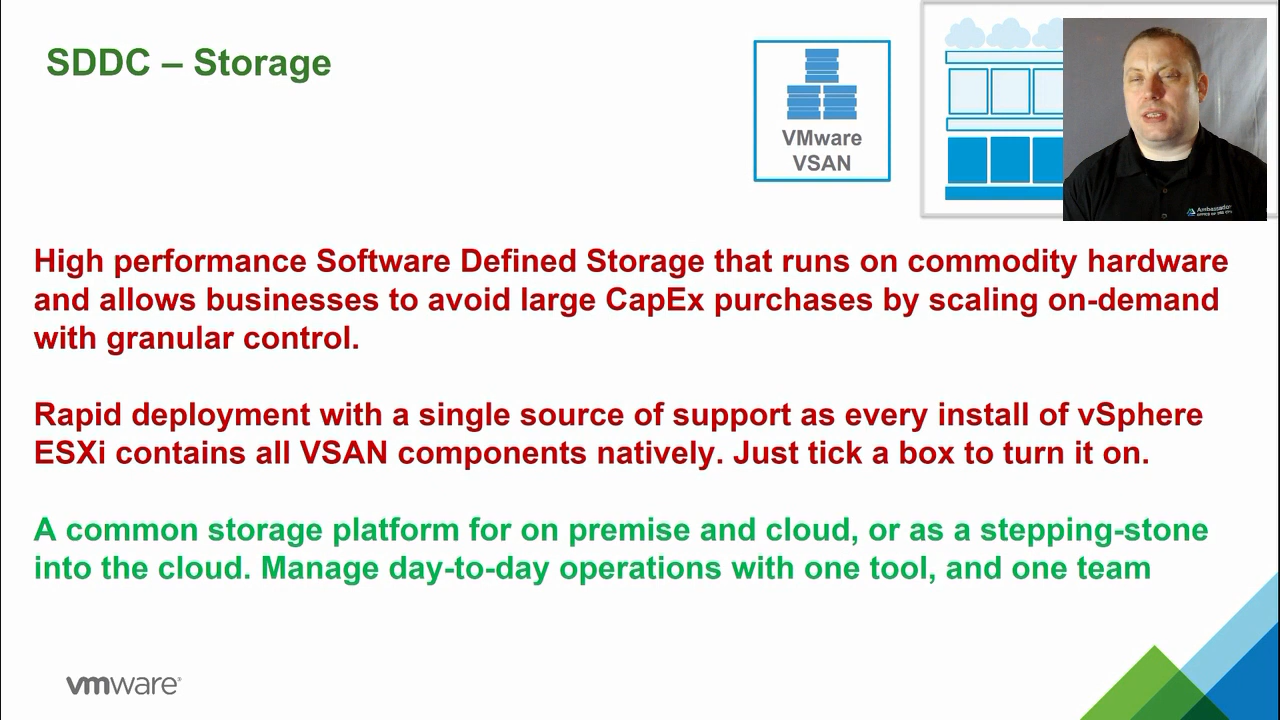 SDDC – Storage
VMware
VSAN
Ambassador
High performance Software Defined Storage that runs on commodity hardware
and allows businesses to avoid large CapEx purchases by scaling on-demand
with granular control.
Rapid deployment with a single source of support as every install of vSphere
ESXi contains all VSAN components natively. Just tick a box to turn it on.
A common storage platform for on premise and cloud, or as a stepping-stone
into the cloud. Manage day-to-day operations with one tool, and one team
vmware®